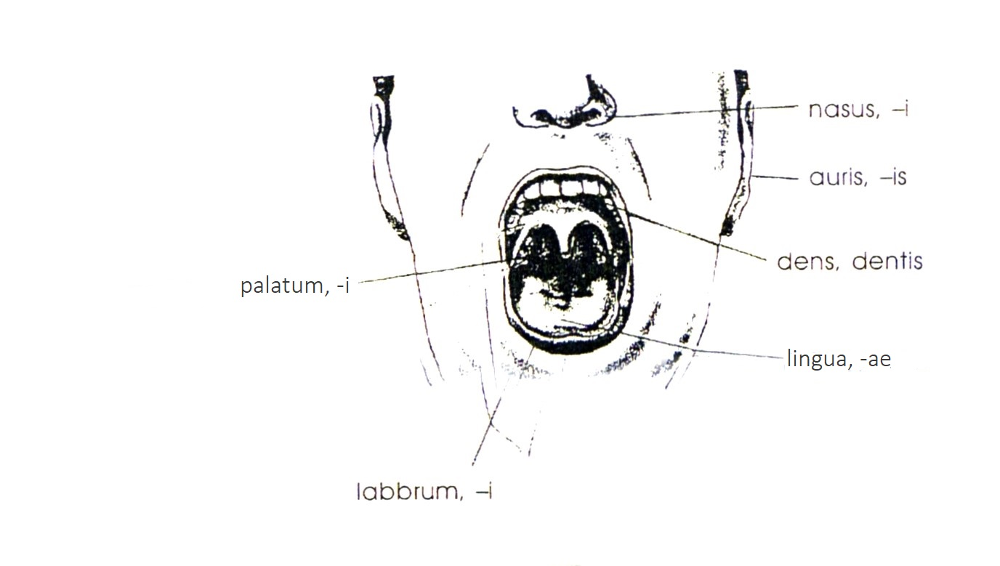 nasus, –i
auris, –is
dens, dentis
palatum, -i
lingua, -ae
labbrum, –i